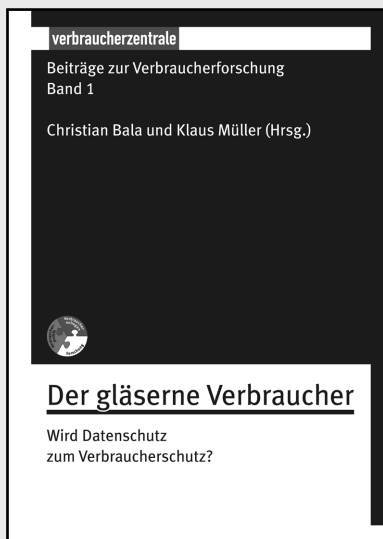 verbraucherzentrale
Beiträge zur Verbraucherforschung
Band 1
Christian Bala und Klaus Müller (Hrsg.)
Der gläserne Verbraucher
Wird Datenschutz
zum Verbraucherschutz?